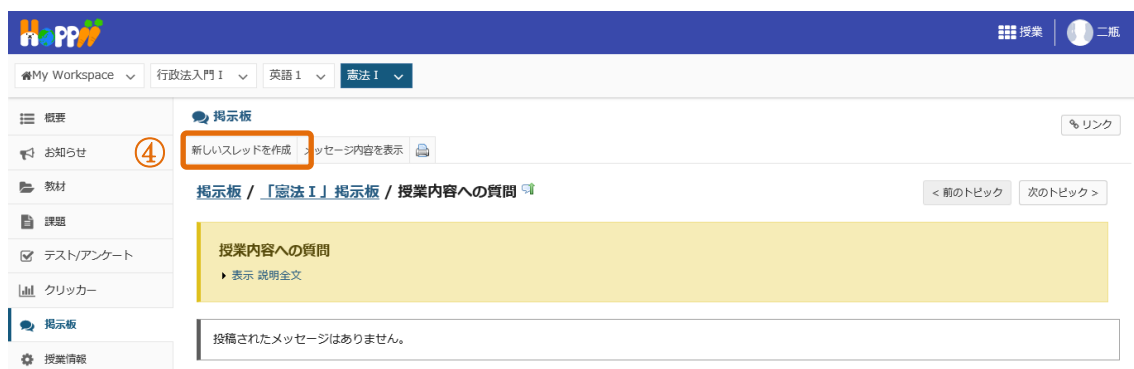 HoPPii
授業
二瓶
My Workspace
行政法入門 I
英語 1
憲法 I
概要
お知らせ
教材
課題
テスト/アンケート
クリッカー
掲示板
授業情報
掲示板
リンク
④
新しいスレッドを作成 メッセージ内容を表示
掲示板 / 「憲法 I」掲示板 / 授業内容への質問
< 前のトピック
次のトピック >
授業内容への質問
表示 説明全文
投稿されたメッセージはありません。